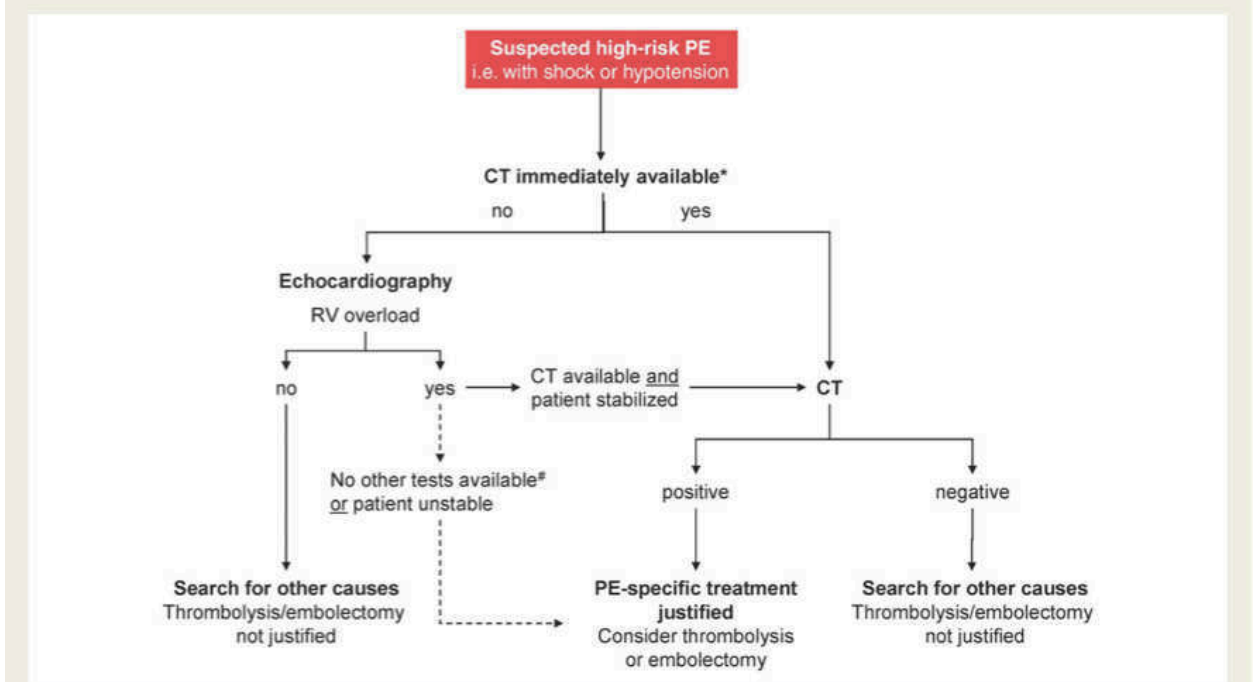 Suspected high-risk PE
i.e. with shock or hypotension
CT immediately available*
no
yes
Echocardiography
RV overload
no
yes
CT available and
patient stabilized
CT
No other tests available#
or patient unstable
positive
negative
Search for other causes
Thrombolysis/embolectomy
not justified
PE-specific treatment
justified
Consider thrombolysis
or embolectomy
Search for other causes
Thrombolysis/embolectomy
not justified